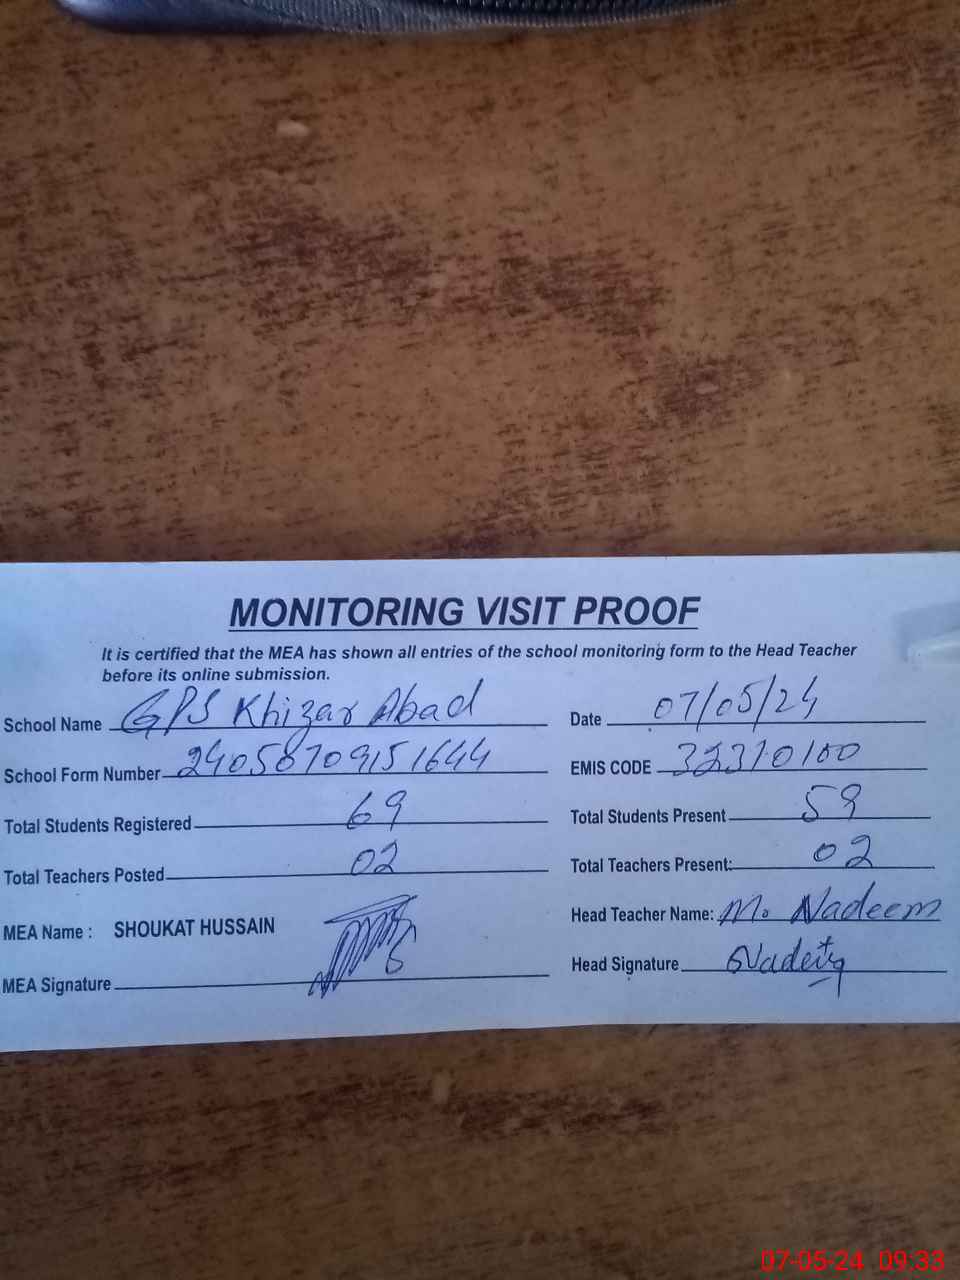 MONITORING VISIT PROOF
It is certified that the MEA has shown all entries of the school monitoring form to the Head Teacher
before its online submission.
School Name GPS Khizar Abad Date 07/05/24
School Form Number 24058709151644 EMIS CODE 32310100
Total Students Registered 69 Total Students Present 59
Total Teachers Posted 02 Total Teachers Present: 02
MEA Name : SHOUKAT HUSSAIN Head Teacher Name: M. Nadeem
MEA Signature Head Signature
07-05-24 09:33